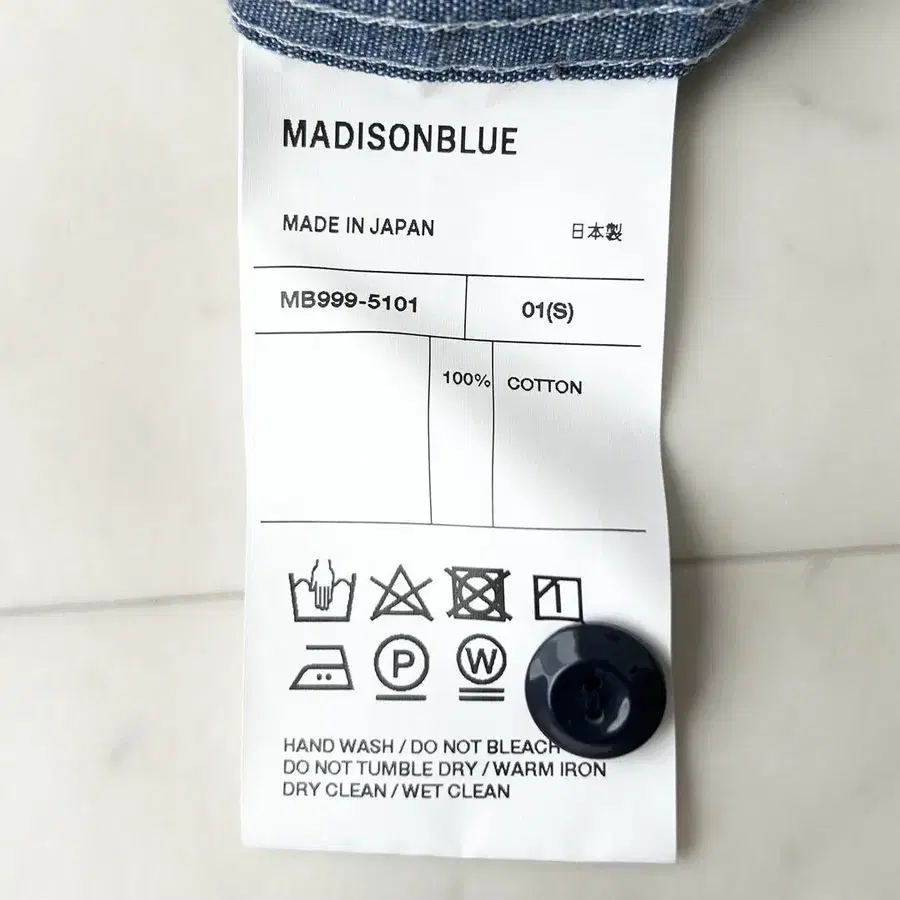 MADISONBLUE
MADE IN JAPAN 日本製
MB999-5101 01(S)
100% COTTON
P W
HAND WASH / DO NOT BLEACH
DO NOT TUMBLE DRY / WARM IRON
DRY CLEAN / WET CLEAN